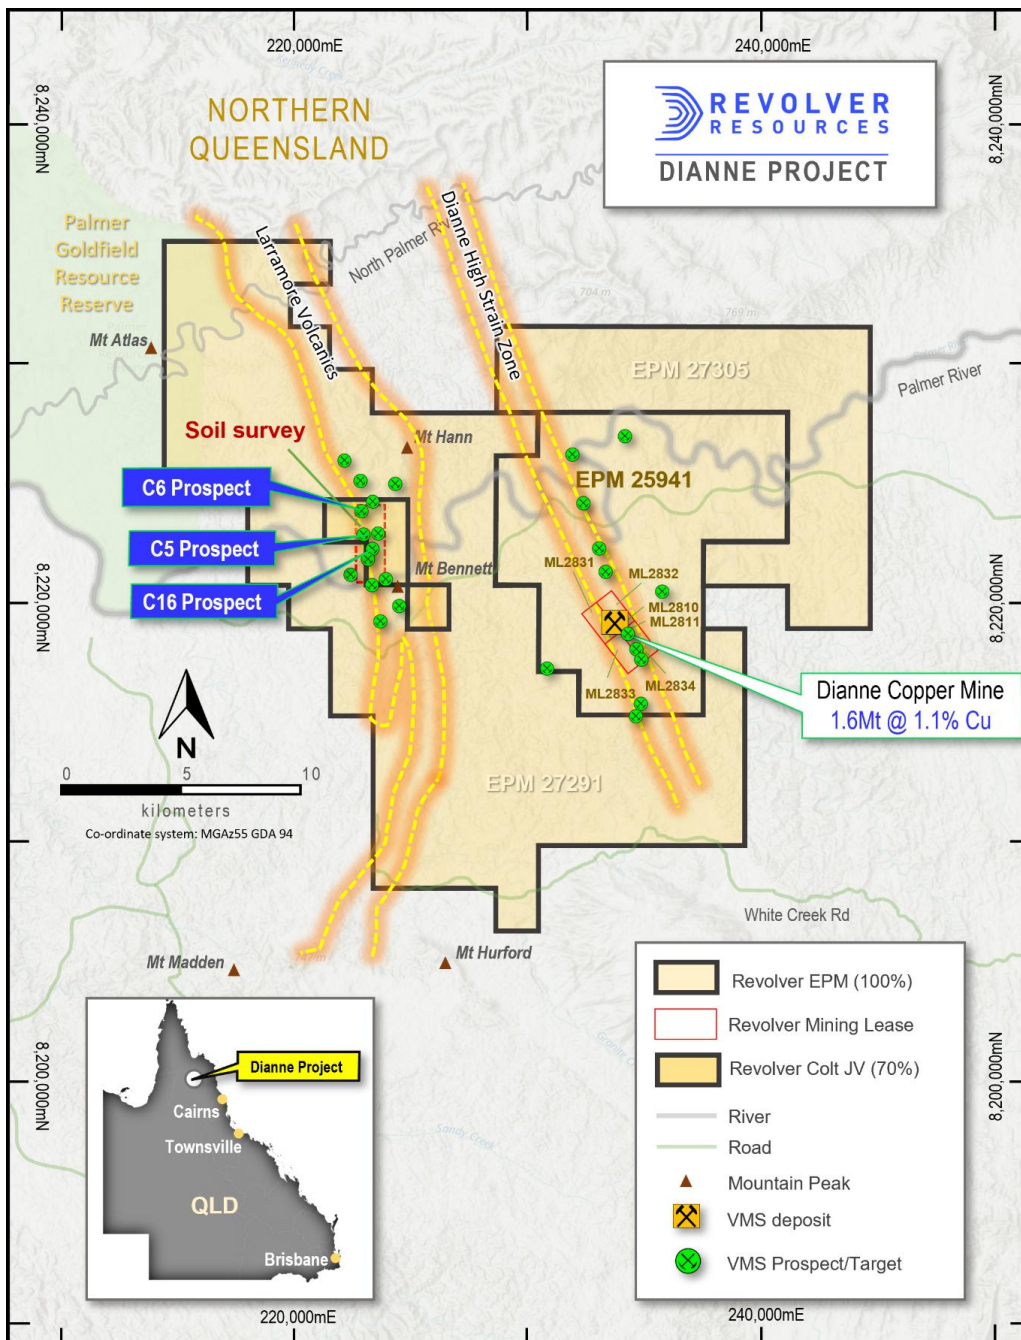 220,000mE
240,000mE
8,240,000mN
8,240,000mN
NORTHERN
QUEENSLAND
REVOLVER
RESOURCES
DIANNE PROJECT
Palmer
Goldfield
Resource
Reserve
Mt Atlas
Larramore Volcanics
North Palmer River
Dianne High Strain Zone
704 m
769 m
EPM 27305
Palmer River
Soil survey
Mt Hann
C6 Prospect
EPM 25941
C5 Prospect
Mt Bennett
C16 Prospect
ML2831
ML2832
ML2810
ML2811
8,220,000mN
8,220,000mN
ML2833
ML2834
Dianne Copper Mine
1.6Mt @ 1.1% Cu
N
0 5 10
kilometers
Co-ordinate system: MGAz55 GDA 94
EPM 27291
White Creek Rd
Mt Madden
Mt Hurford
Revolver EPM (100%)
Revolver Mining Lease
Revolver Colt JV (70%)
River
Road
Mountain Peak
VMS deposit
VMS Prospect/Target
Sandy Creek
8,200,000mN
8,200,000mN
Dianne Project
Cairns
Townsville
QLD
Brisbane
220,000mE
240,000mE